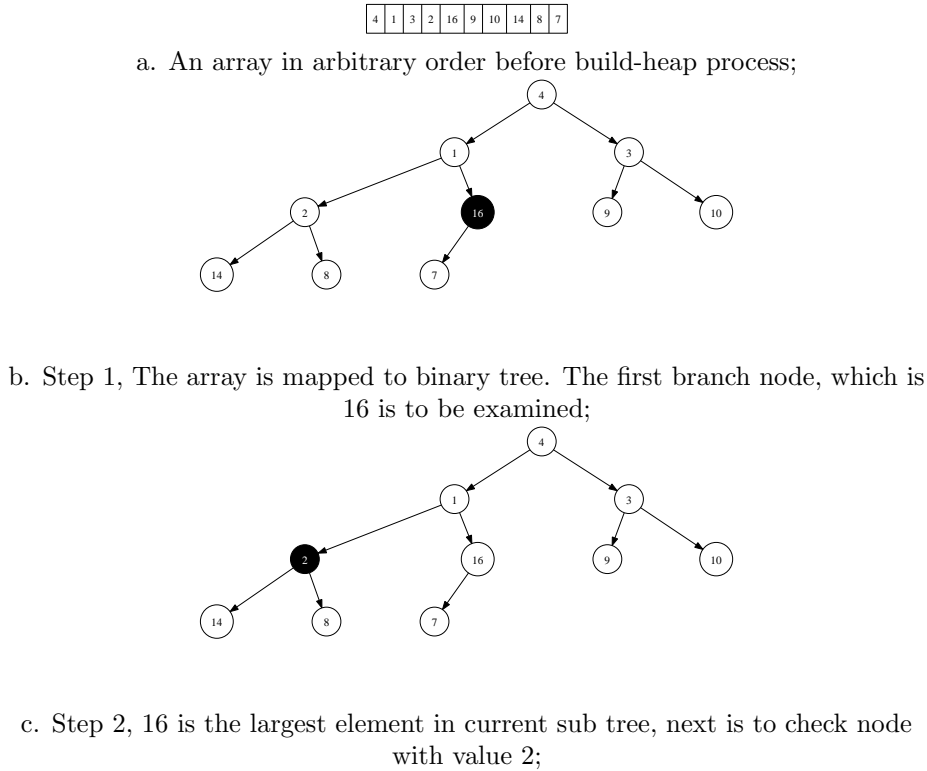 4 1 3 2 16 9 10 14 8 7
a. An array in arbitrary order before build-heap process;
4
1 3
2 16 9 10
14 8 7
b. Step 1, The array is mapped to binary tree. The first branch node, which is
16 is to be examined;
4
1 3
2 16 9 10
14 8 7
c. Step 2, 16 is the largest element in current sub tree, next is to check node
with value 2;